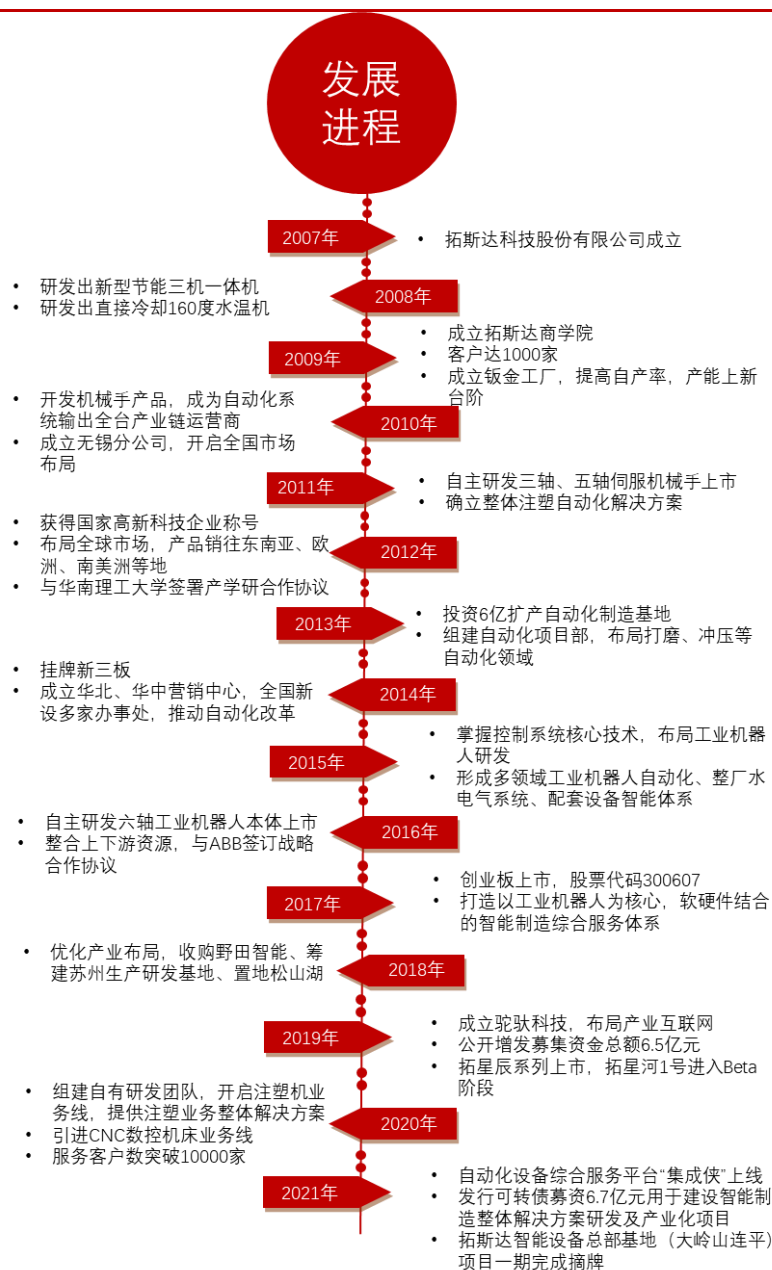 发展
进程
2007年
• 拓斯达科技股份有限公司成立
• 研发出新型节能三机一体机
• 研发出直接冷却160度水温机
2008年
2009年
• 成立拓斯达商学院
• 客户达1000家
• 成立钣金工厂，提高自产率，产能上新
台阶
• 开发机械手产品，成为自动化系
统输出全台产业链运营商
• 成立无锡分公司，开启全国市场
布局
2010年
2011年
• 自主研发三轴、五轴伺服机械手上市
• 确立整体注塑自动化解决方案
• 获得国家高新科技企业称号
• 布局全球市场，产品销往东南亚、欧
洲、南美洲等地
• 与华南理工大学签署产学研合作协议
2012年
2013年
• 投资6亿扩产自动化制造基地
• 组建自动化项目部，布局打磨、冲压等
自动化领域
• 挂牌新三板
• 成立华北、华中营销中心，全国新
设多家办事处，推动自动化改革
2014年
2015年
• 掌握控制系统核心技术，布局工业机器
人研发
• 形成多领域工业机器人自动化、整厂水
电气系统、配套设备智能体系
• 自主研发六轴工业机器人本体上市
• 整合上下游资源，与ABB签订战略
合作协议
2016年
2017年
• 创业板上市，股票代码300607
• 打造以工业机器人为核心，软硬件结合
的智能制造综合服务体系
• 优化产业布局，收购野田智能、筹
建苏州生产研发基地、置地松山湖
2018年
2019年
• 成立驼驮科技，布局产业互联网
• 公开增发募集资金总额6.5亿元
• 拓星辰系列上市，拓星河1号进入Beta
阶段
• 组建自有研发团队，开启注塑机业
务线，提供注塑业务整体解决方案
• 引进CNC数控机床业务线
• 服务客户数突破10000家
2020年
2021年
• 自动化设备综合服务平台“集成侠”上线
• 发行可转债募资6.7亿元用于建设智能制
造整体解决方案研发及产业化项目
• 拓斯达智能设备总部基地（大岭山连平）
项目一期完成摘牌